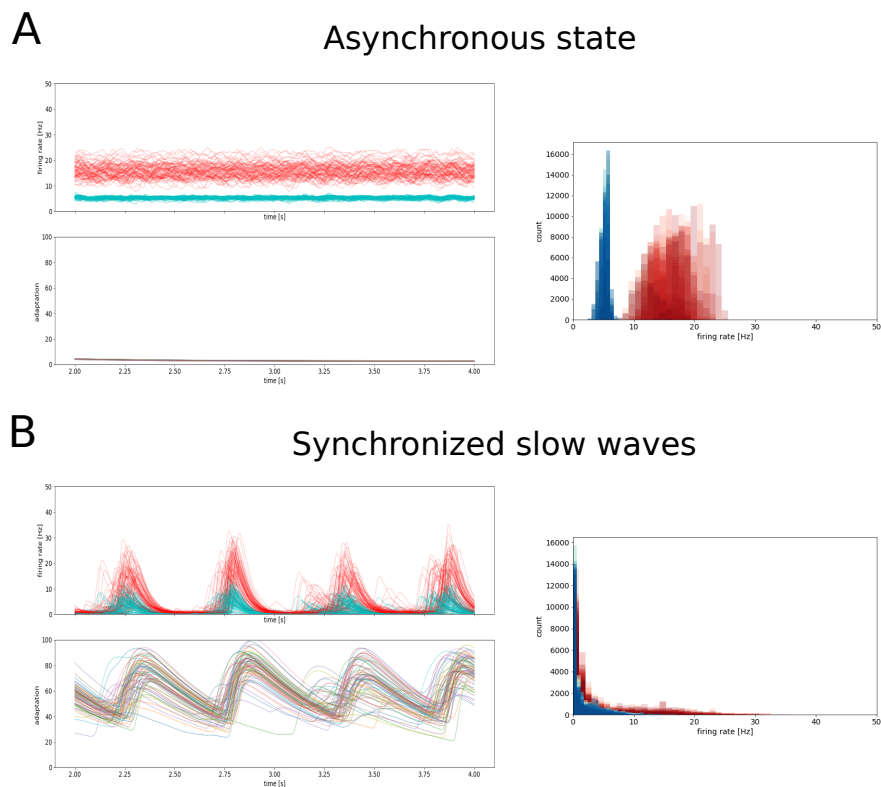 A
Asynchronous state
firing rate [Hz]
50
40
30
20
10
0
time [s]
adaptation
100
80
60
40
20
0
2.00 2.25 2.50 2.75 3.00 3.25 3.50 3.75 4.00
time [s]
count
16000
14000
12000
10000
8000
6000
4000
2000
0
0 10 20 30 40 50
firing rate [Hz]
B
Synchronized slow waves
firing rate [Hz]
50
40
30
20
10
0
time [s]
adaptation
100
80
60
40
20
0
2.00 2.25 2.50 2.75 3.00 3.25 3.50 3.75 4.00
time [s]
count
16000
14000
12000
10000
8000
6000
4000
2000
0
0 10 20 30 40 50
firing rate [Hz]